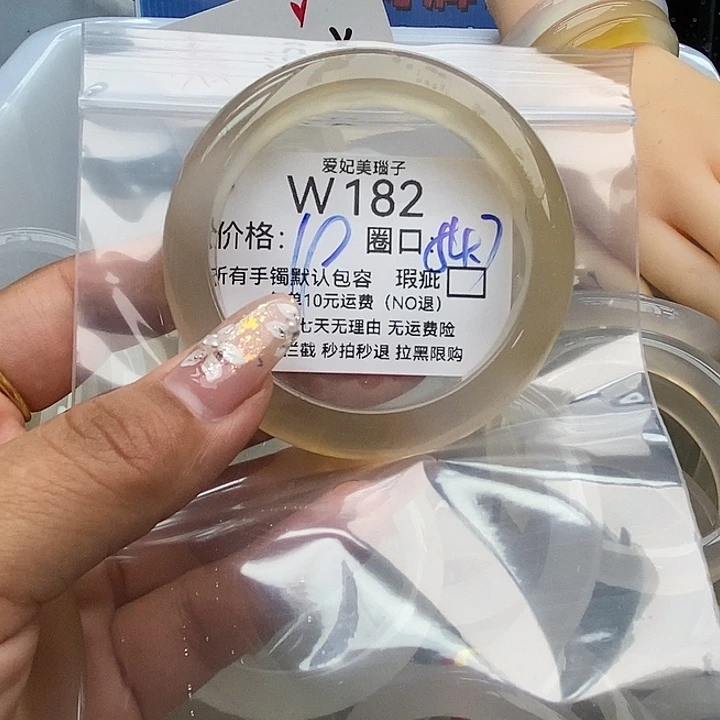 爱妃美瑙子
W182
价格: 10 圈口
所有手镯默认包容 瑕疵
10元运费（NO退）
七天无理由 无运费险
拦截 秒拍秒退 拉黑限购